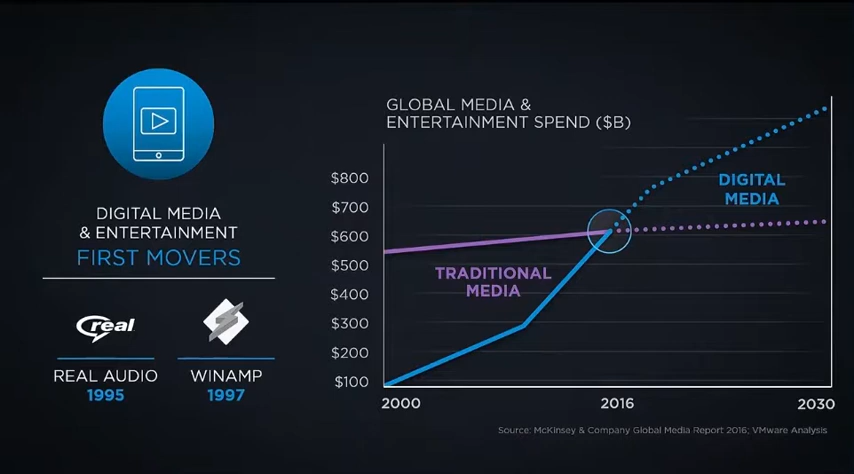 DIGITAL MEDIA
& ENTERTAINMENT
FIRST MOVERS
real
REAL AUDIO
1995
WINAMP
1997
GLOBAL MEDIA &
ENTERTAINMENT SPEND ($B)
$800
$700
$600
$500
$400
$300
$200
$100
DIGITAL
MEDIA
TRADITIONAL
MEDIA
2000
2016
2030
Source: McKinsey & Company Global Media Report 2016; VMware Analysis